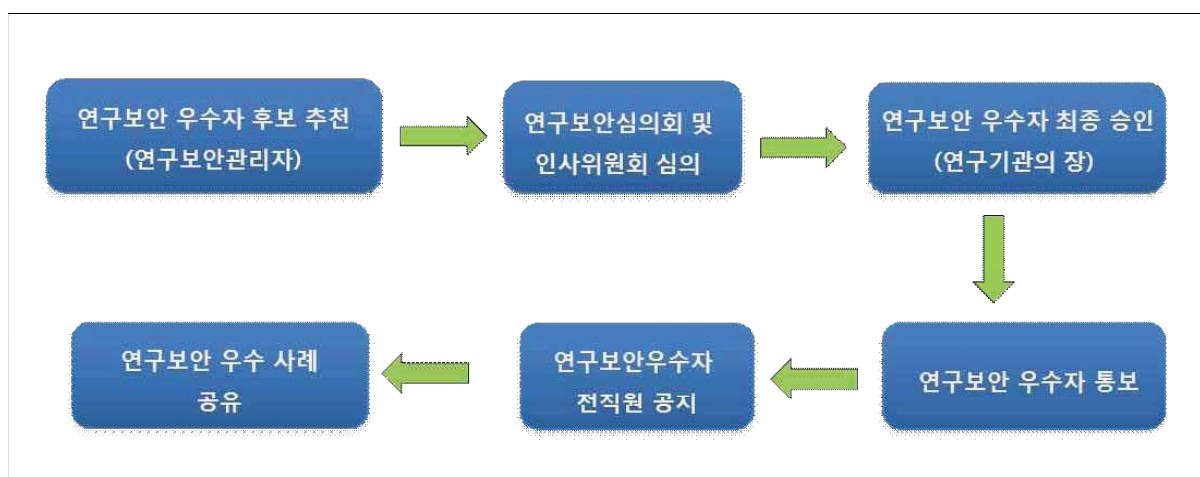 연구보안 우수자 후보 추천
(연구보안관리자)
연구보안심의회 및
인사위원회 심의
연구보안 우수자 최종 승인
(연구기관의 장)
연구보안 우수자 통보
연구보안우수자
전직원 공지
연구보안 우수 사례
공유